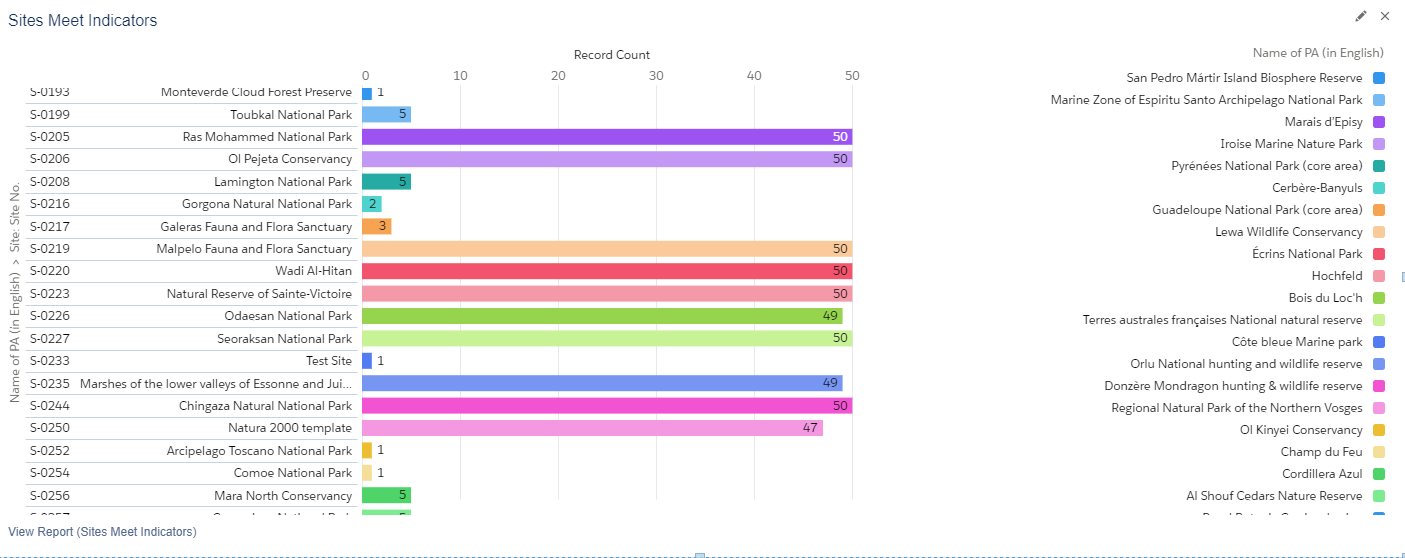 Sites Meet Indicators
Record Count
0 10 20 30 40 50
Name of PA (in English) > Site: Site No.
S-0193 Monteverde Cloud Forest Preserve 1
S-0199 Toubkal National Park 5
S-0205 Ras Mohammed National Park 50
S-0206 Ol Pejeta Conservancy 50
S-0208 Lamington National Park 5
S-0216 Gorgona Natural National Park 2
S-0217 Galeras Fauna and Flora Sanctuary 3
S-0219 Malpelo Fauna and Flora Sanctuary 50
S-0220 Wadi Al-Hitan 50
S-0223 Natural Reserve of Sainte-Victoire 50
S-0226 Odaesan National Park 49
S-0227 Seoraksan National Park 50
S-0233 Test Site 1
S-0235 Marshes of the lower valleys of Essonne and Jui... 49
S-0244 Chingaza Natural National Park 50
S-0250 Natura 2000 template 47
S-0252 Arcipelago Toscano National Park 1
S-0254 Comoe National Park 1
S-0256 Mara North Conservancy 5
S-0257 National Park 5
Name of PA (in English)
San Pedro Mártir Island Biosphere Reserve
Marine Zone of Espiritu Santo Archipelago National Park
Marais d'Episy
Iroise Marine Nature Park
Pyrénées National Park (core area)
Cerbère-Banyuls
Guadeloupe National Park (core area)
Lewa Wildlife Conservancy
Écrins National Park
Hochfeld
Bois du Loc'h
Terres australes françaises National natural reserve
Côte bleue Marine park
Orlu National hunting and wildlife reserve
Donzère Mondragon hunting & wildlife reserve
Regional Natural Park of the Northern Vosges
Ol Kinyei Conservancy
Champ du Feu
Cordillera Azul
Al Shouf Cedars Nature Reserve
View Report (Sites Meet Indicators)